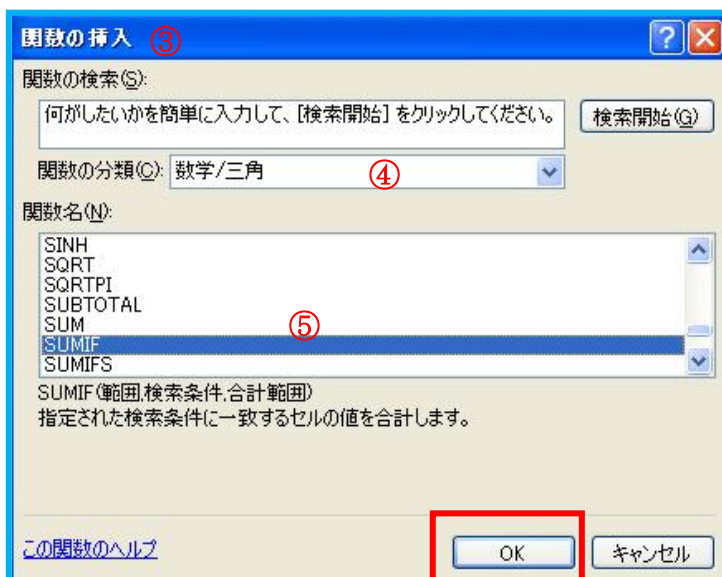 関数の挿入 ③
関数の検索(S):
何がしたいかを簡単に入力して、[検索開始] をクリックしてください。
検索開始(G)
関数の分類(C): 数学/三角 ④
関数名(N):
SINH
SQRT
SQRTPI
SUBTOTAL
SUM
⑤
SUMIF
SUMIFS
SUMIF(範囲,検索条件,合計範囲)
指定された検索条件に一致するセルの値を合計します。
この関数のヘルプ
OK
キャンセル